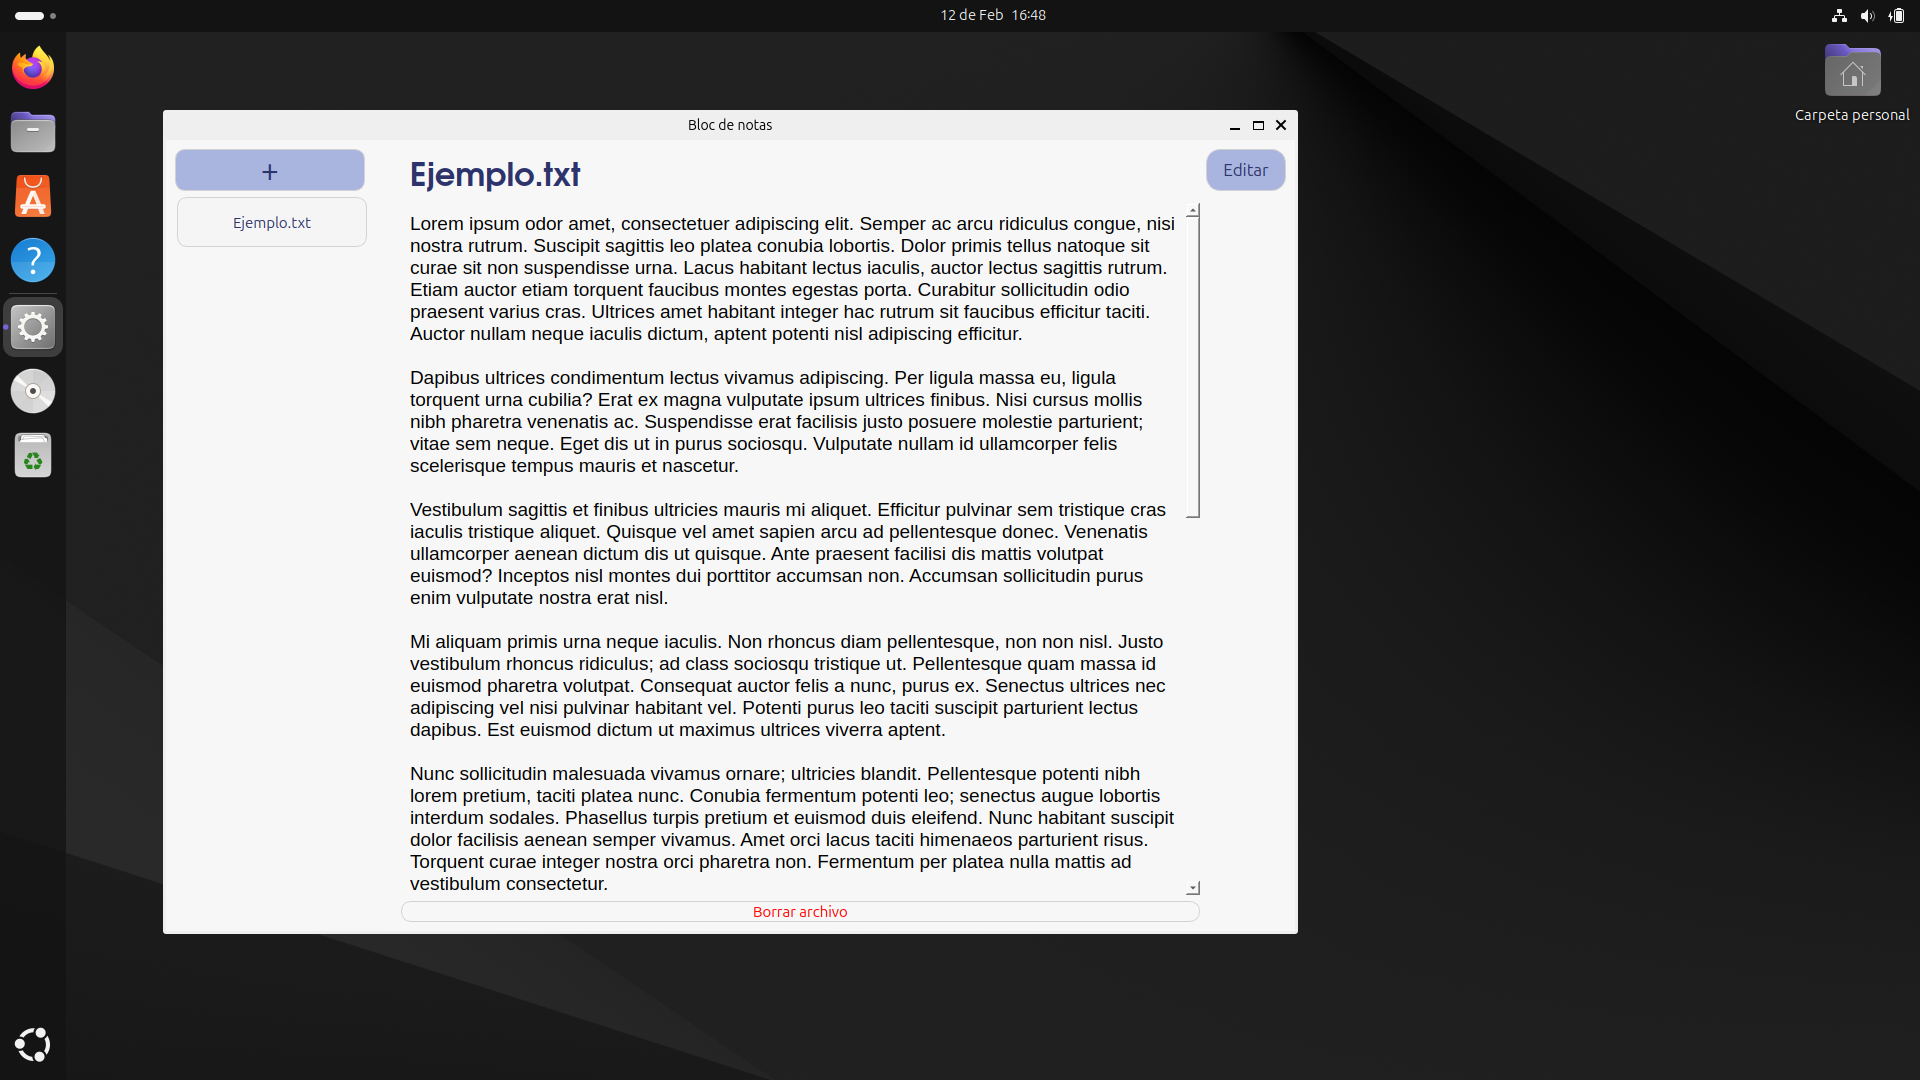 12 de Feb 16:48
Carpeta personal
Bloc de notas
+
Ejemplo.txt
Ejemplo.txt
Editar
Lorem ipsum odor amet, consectetuer adipiscing elit. Semper ac arcu ridiculus congue, nisi
nostra rutrum. Suscipit sagittis leo platea conubia lobortis. Dolor primis tellus natoque sit
curae sit non suspendisse urna. Lacus habitant lectus iaculis, auctor lectus sagittis rutrum.
Etiam auctor etiam torquent faucibus montes egestas porta. Curabitur sollicitudin odio
praesent varius cras. Ultrices amet habitant integer hac rutrum sit faucibus efficitur taciti.
Auctor nullam neque iaculis dictum, aptent potenti nisl adipiscing efficitur.
Dapibus ultrices condimentum lectus vivamus adipiscing. Per ligula massa eu, ligula
torquent urna cubilia? Erat ex magna vulputate ipsum ultrices finibus. Nisi cursus mollis
nibh pharetra venenatis ac. Suspendisse erat facilisis justo posuere molestie parturient;
vitae sem neque. Eget dis ut in purus sociosqu. Vulputate nullam id ullamcorper felis
scelerisque tempus mauris et nascetur.
Vestibulum sagittis et finibus ultricies mauris mi aliquet. Efficitur pulvinar sem tristique cras
iaculis tristique aliquet. Quisque vel amet sapien arcu ad pellentesque donec. Venenatis
ullamcorper aenean dictum dis ut quisque. Ante praesent facilisi dis mattis volutpat
euismod? Inceptos nisl montes dui porttitor accumsan non. Accumsan sollicitudin purus
enim vulputate nostra erat nisl.
Mi aliquam primis urna neque iaculis. Non rhoncus diam pellentesque, non non nisl. Justo
vestibulum rhoncus ridiculus; ad class sociosqu tristique ut. Pellentesque quam massa id
euismod pharetra volutpat. Consequat auctor felis a nunc, purus ex. Senectus ultrices nec
adipiscing vel nisi pulvinar habitant vel. Potenti purus leo taciti suscipit parturient lectus
dapibus. Est euismod dictum ut maximus ultrices viverra aptent.
Nunc sollicitudin malesuada vivamus ornare; ultricies blandit. Pellentesque potenti nibh
lorem pretium, taciti platea nunc. Conubia fermentum potenti leo; senectus augue lobortis
interdum sodales. Phasellus turpis pretium et euismod duis eleifend. Nunc habitant suscipit
dolor facilisis aenean semper vivamus. Amet orci lacus taciti himenaeos parturient risus.
Torquent curae integer nostra orci pharetra non. Fermentum per platea nulla mattis ad
vestibulum consectetur.
Borrar archivo